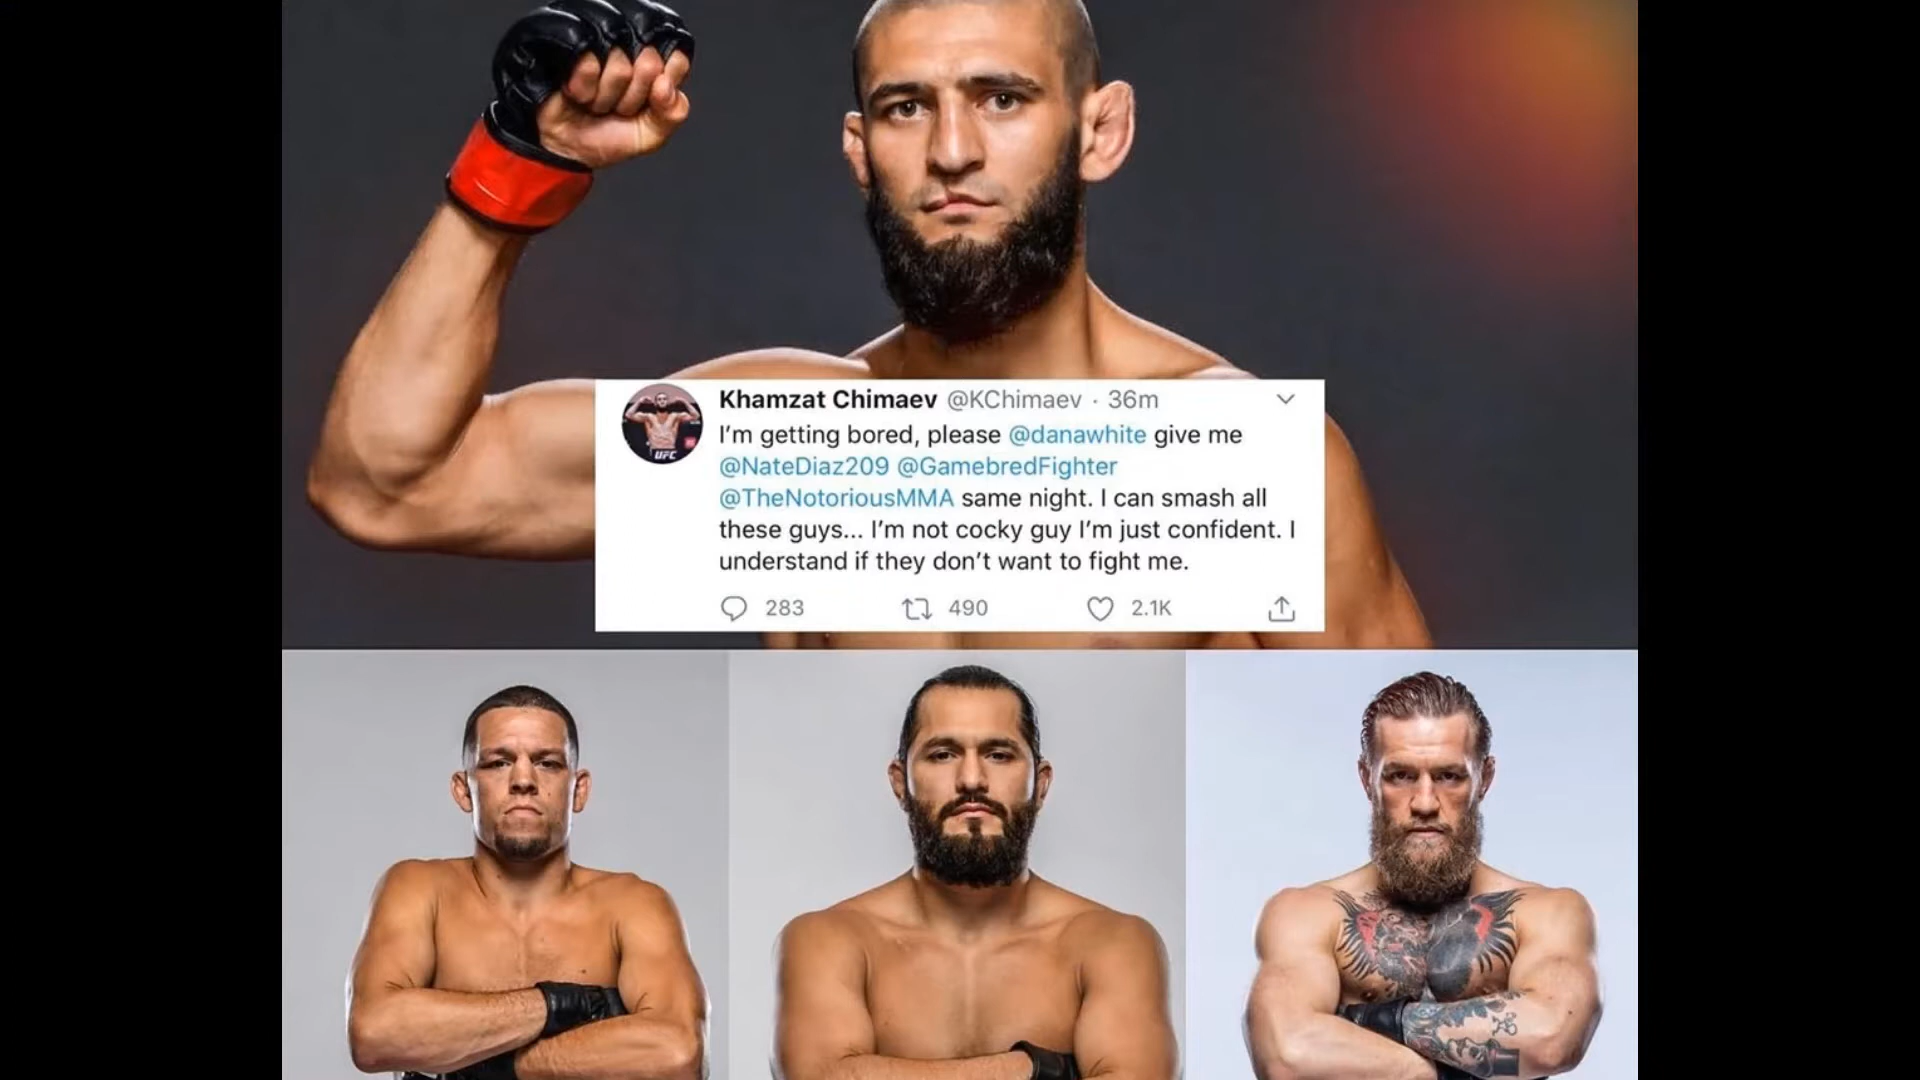 Khamzat Chimaev @KChimaev · 36m
I'm getting bored, please @danawhite give me
@NateDiaz209 @GamebredFighter
@TheNotoriousMMA same night. I can smash all
these guys... I'm not cocky guy I'm just confident. I
understand if they don't want to fight me.
283 490 2.1K
UFC